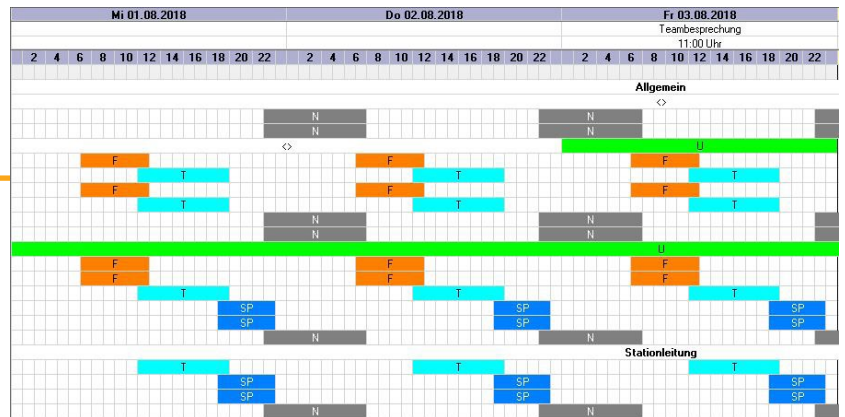 Mi 01.08.2018 Do 02.08.2018 Fr 03.08.2018
Teambesprechung
11:00 Uhr
2 4 6 8 10 12 14 16 18 20 22 2 4 6 8 10 12 14 16 18 20 22 2 4 6 8 10 12 14 16 18 20 22
Allgemein
<>
N N
N N
<> U
F F F
T T T
F F F
T T T
N N
N N
U
F F F
F F F
T T T
SP SP SP
SP SP SP
N N
Stationleitung
T T T
SP SP SP
SP SP SP
N N